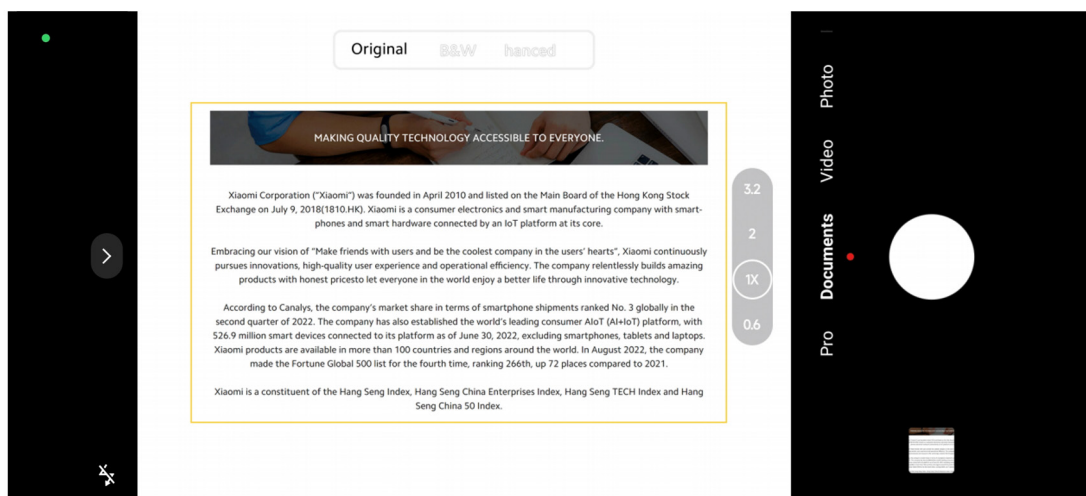 Original B&W hanced
MAKING QUALITY TECHNOLOGY ACCESSIBLE TO EVERYONE.
Xiaomi Corporation ("Xiaomi") was founded in April 2010 and listed on the Main Board of the Hong Kong Stock
Exchange on July 9, 2018(1810.HK). Xiaomi is a consumer electronics and smart manufacturing company with smart-
phones and smart hardware connected by an IoT platform at its core.
Embracing our vision of “Make friends with users and be the coolest company in the users’ hearts”, Xiaomi continuously
pursues innovations, high-quality user experience and operational efficiency. The company relentlessly builds amazing
products with honest pricesto let everyone in the world enjoy a better life through innovative technology.
According to Canalys, the company’s market share in terms of smartphone shipments ranked No. 3 globally in the
second quarter of 2022. The company has also established the world’s leading consumer AIoT (AI+IoT) platform, with
526.9 million smart devices connected to its platform as of June 30, 2022, excluding smartphones, tablets and laptops.
Xiaomi products are available in more than 100 countries and regions around the world. In August 2022, the company
made the Fortune Global 500 list for the fourth time, ranking 266th, up 72 places compared to 2021.
Xiaomi is a constituent of the Hang Seng Index, Hang Seng China Enterprises Index, Hang Seng TECH Index and Hang
Seng China 50 Index.
3.2
2
1X
0.6
Photo
Video
Documents
Pro